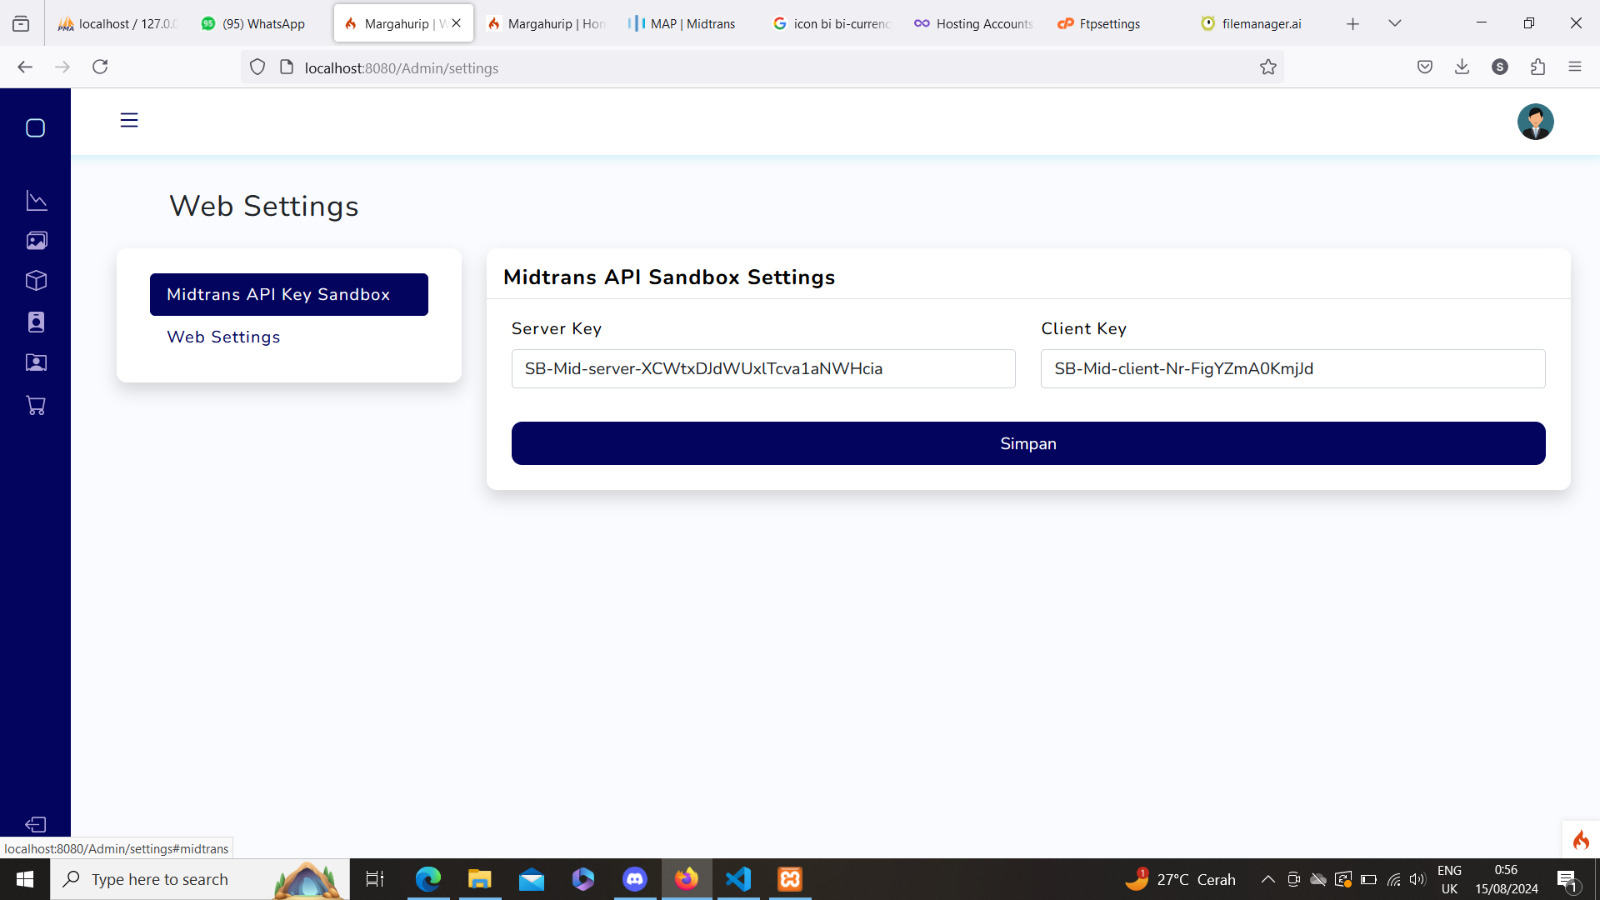 localhost / 127.0.0
(95) WhatsApp
Margahurip | W
Margahurip | Hon
MAP | Midtrans
icon bi bi-currenc
Hosting Accounts
Ftpsettings
filemanager.ai
localhost:8080/Admin/settings
S
Web Settings
Midtrans API Key Sandbox
Web Settings
Midtrans API Sandbox Settings
Server Key
Client Key
SB-Mid-server-XCWtxDJdWUxlTcva1aNWHcia
SB-Mid-client-Nr-FigYZmA0KmjJd
Simpan
localhost:8080/Admin/settings#midtrans
Type here to search
1
27°C Cerah
ENG
UK
0:56
15/08/2024
1